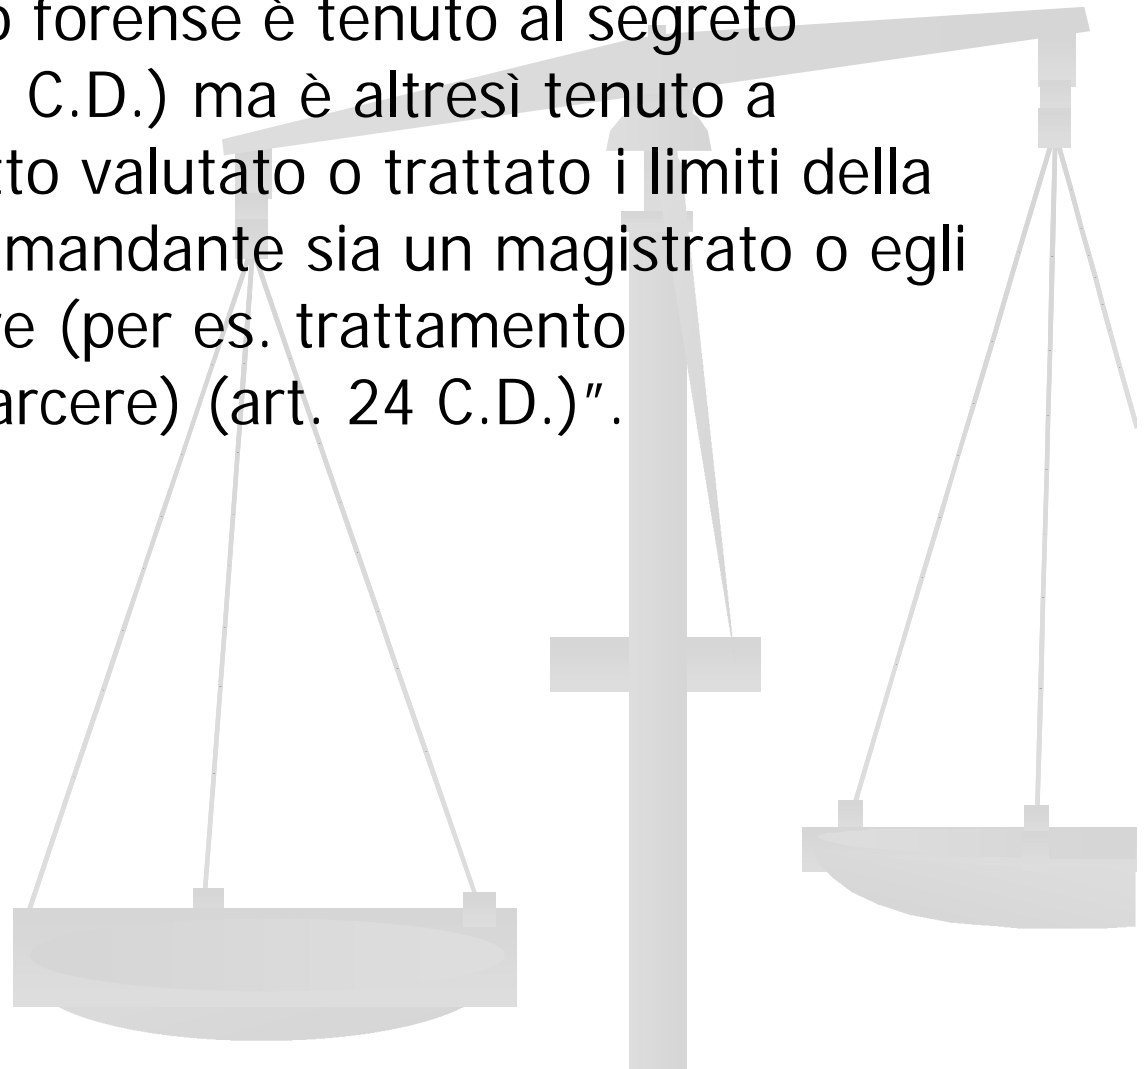 o forense è tenuto al segreto
C.D.) ma è altresì tenuto a
tto valutato o trattato i limiti della
mandante sia un magistrato o egli
re (per es. trattamento
arcere) (art. 24 C.D.)”.